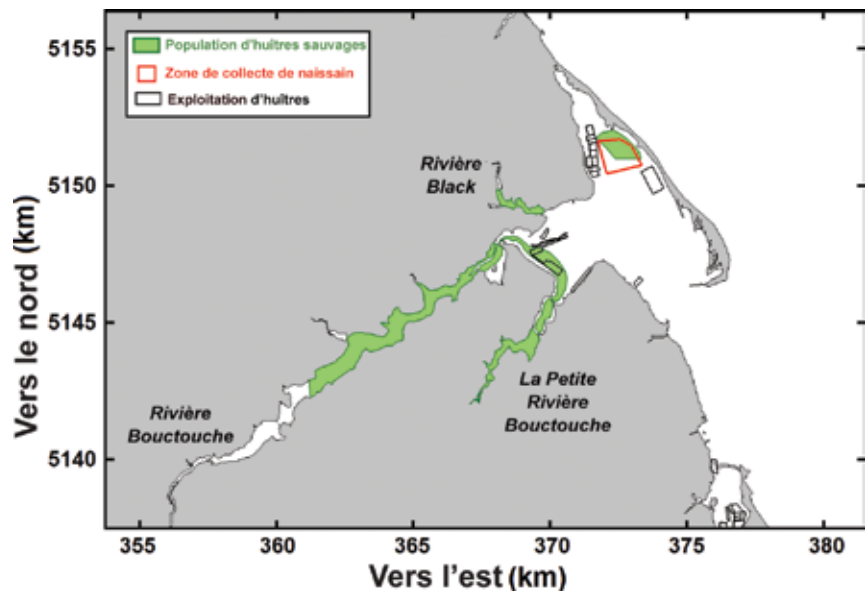 Population d'huîtres sauvages
Zone de collecte de naissain
Exploitation d'huîtres
Rivière
Black
La Petite
Rivière
Bouctouche
Rivière
Bouctouche
Vers le nord (km)
5155
5150
5145
5140
355 360 365 370 375 380
Vers l'est (km)